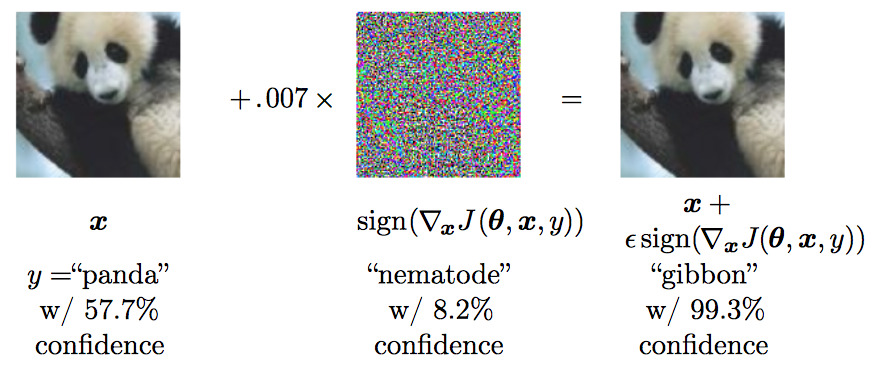 + .007 ×
=
x
y =“panda”
w/ 57.7%
confidence
sign(∇ₓJ(θ, x, y))
“nematode”
w/ 8.2%
confidence
x +
ϵ sign(∇ₓJ(θ, x, y))
“gibbon”
w/ 99.3%
confidence